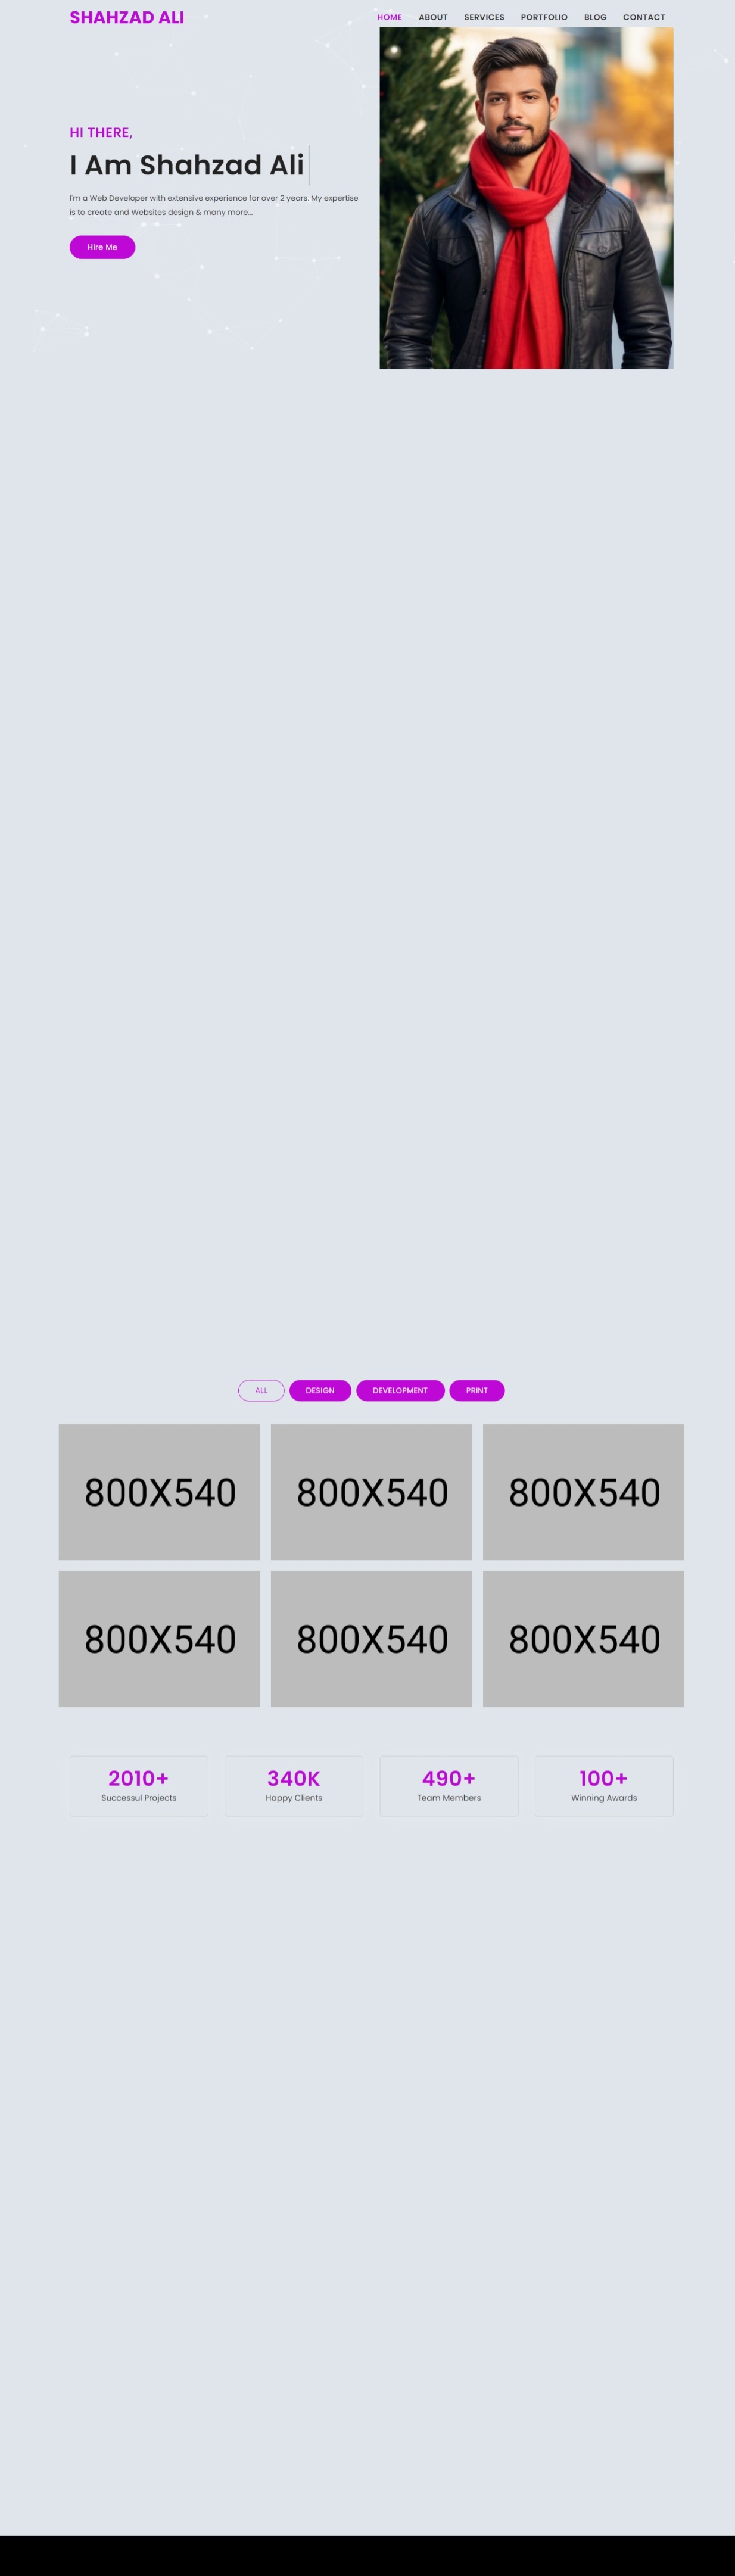 SHAHZAD ALI
HOME ABOUT SERVICES PORTFOLIO BLOG CONTACT
HI THERE,
I Am Shahzad Ali
I'm a Web Developer with extensive experience for over 2 years. My expertise
is to create and Websites design & many more...
Hire Me
ALL DESIGN DEVELOPMENT PRINT
800X540 800X540 800X540
800X540 800X540 800X540
2010+ 340K 490+ 100+
Successul Projects Happy Clients Team Members Winning Awards